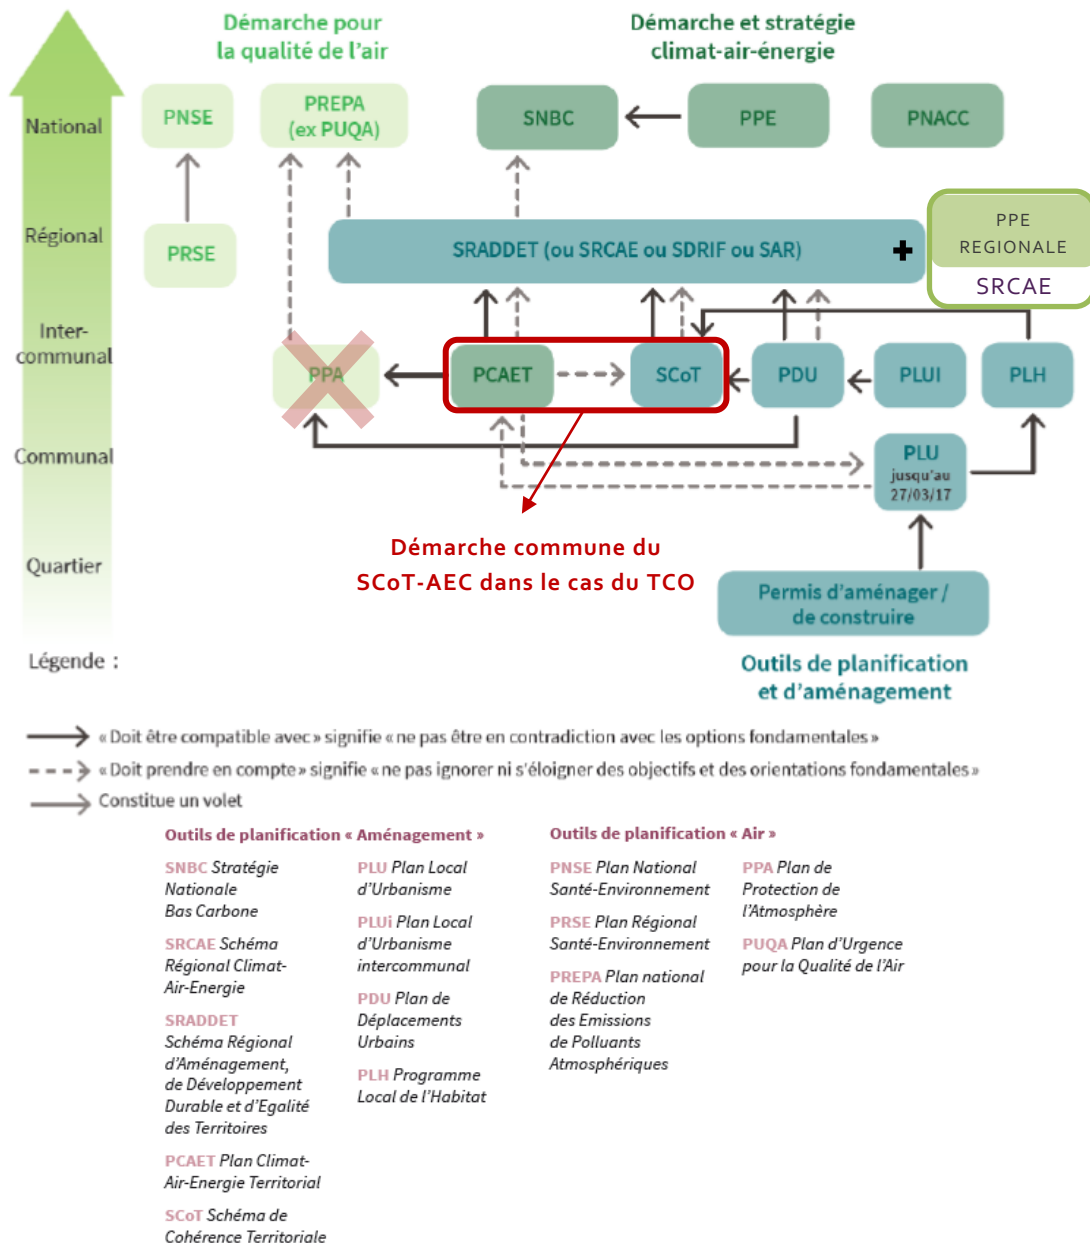 Démarche pour
la qualité de l'air
Démarche et stratégie
climat-air-énergie
National
PNSE
PREPA
(ex PUQA)
SNBC
PPE
PNACC
Régional
PRSE
SRADDET (ou SRCAE ou SDRIF ou SAR)
+
PPE
REGIONALE
SRCAE
Inter-
communal
PPA
PCAET
SCoT
PDU
PLUI
PLH
Communal
PLU
jusqu'au
27/03/17
Quartier
Démarche commune du
SCoT-AEC dans le cas du TCO
Permis d'aménager /
de construire
Outils de planification
et d'aménagement
Légende :
« Doit être compatible avec » signifie « ne pas être en contradiction avec les options fondamentales »
« Doit prendre en compte » signifie « ne pas ignorer ni s'éloigner des objectifs et des orientations fondamentales »
Constitue un volet
Outils de planification « Aménagement »
SNBC Stratégie
Nationale
Bas Carbone
SRCAE Schéma
Régional Climat-
Air-Energie
SRADDET
Schéma Régional
d'Aménagement,
de Développement
Durable et d'Egalité
des Territoires
PCAET Plan Climat-
Air-Energie Territorial
SCoT Schéma de
Cohérence Territoriale
PLU Plan Local
d'Urbanisme
PLUi Plan Local
d'Urbanisme
intercommunal
PDU Plan de
Déplacements
Urbains
PLH Programme
Local de l'Habitat
Outils de planification « Air »
PNSE Plan National
Santé-Environnement
PRSE Plan Régional
Santé-Environnement
PREPA Plan national
de Réduction
des Emissions
de Polluants
Atmosphériques
PPA Plan de
Protection de
l'Atmosphère
PUQA Plan d'Urgence
pour la Qualité de l'Air